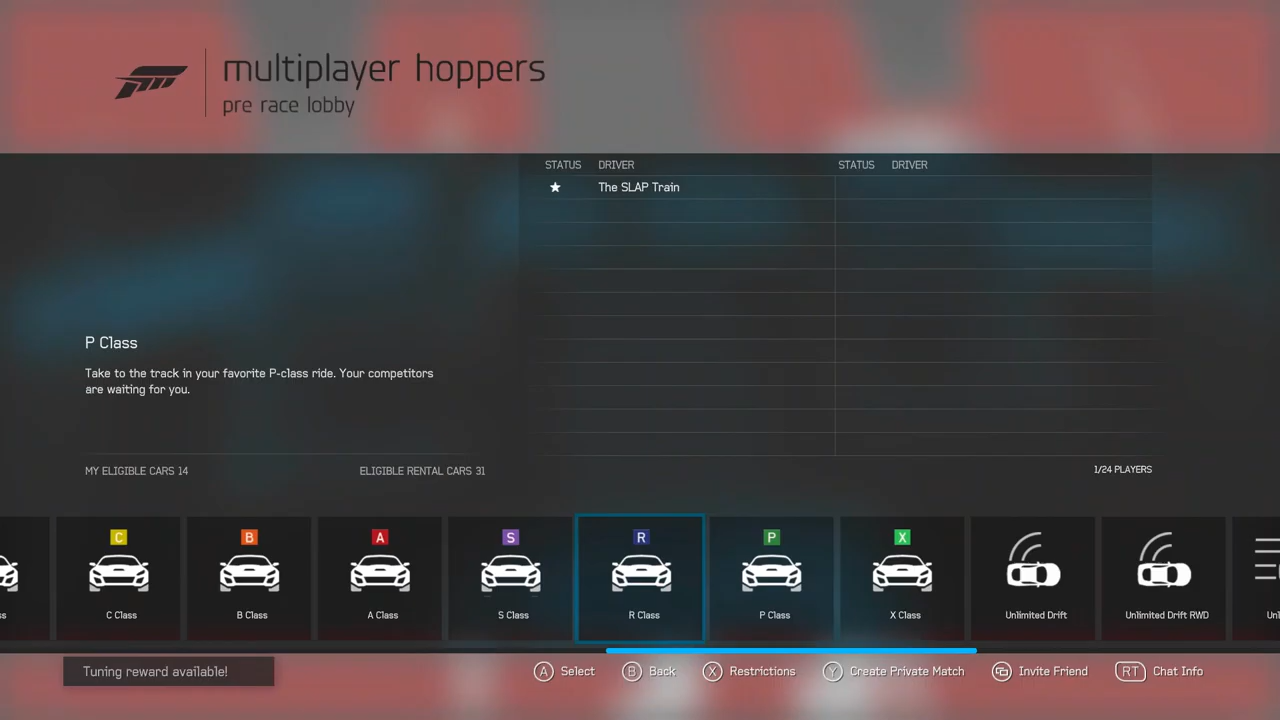 multiplayer hoppers
pre race lobby
STATUS DRIVER STATUS DRIVER
★ The SLAP Train
P Class
Take to the track in your favorite P-class ride. Your competitors
are waiting for you.
MY ELIGIBLE CARS 14 ELIGIBLE RENTAL CARS 31
1/24 PLAYERS
C B A S R P X
C Class B Class A Class S Class R Class P Class X Class Unlimited Drift Unlimited Drift RWD
Tuning reward available!
A Select B Back X Restrictions Y Create Private Match Invite Friend RT Chat Info